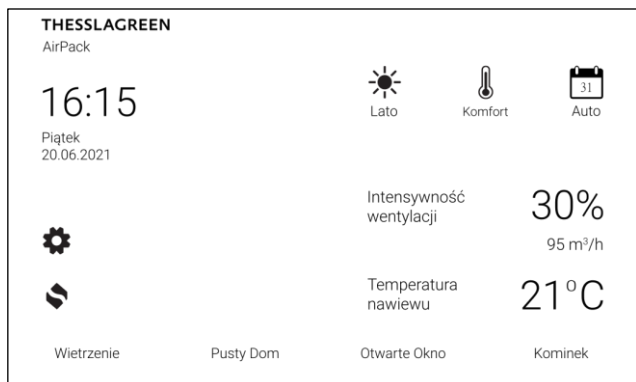 THESSLAGREEN
AirPack
16:15
Piątek
20.06.2021
31
Lato
Komfort
Auto
Intensywność
wentylacji
30%
95 m³/h
Temperatura
nawiewu
21°C
Wietrzenie
Pusty Dom
Otwarte Okno
Kominek